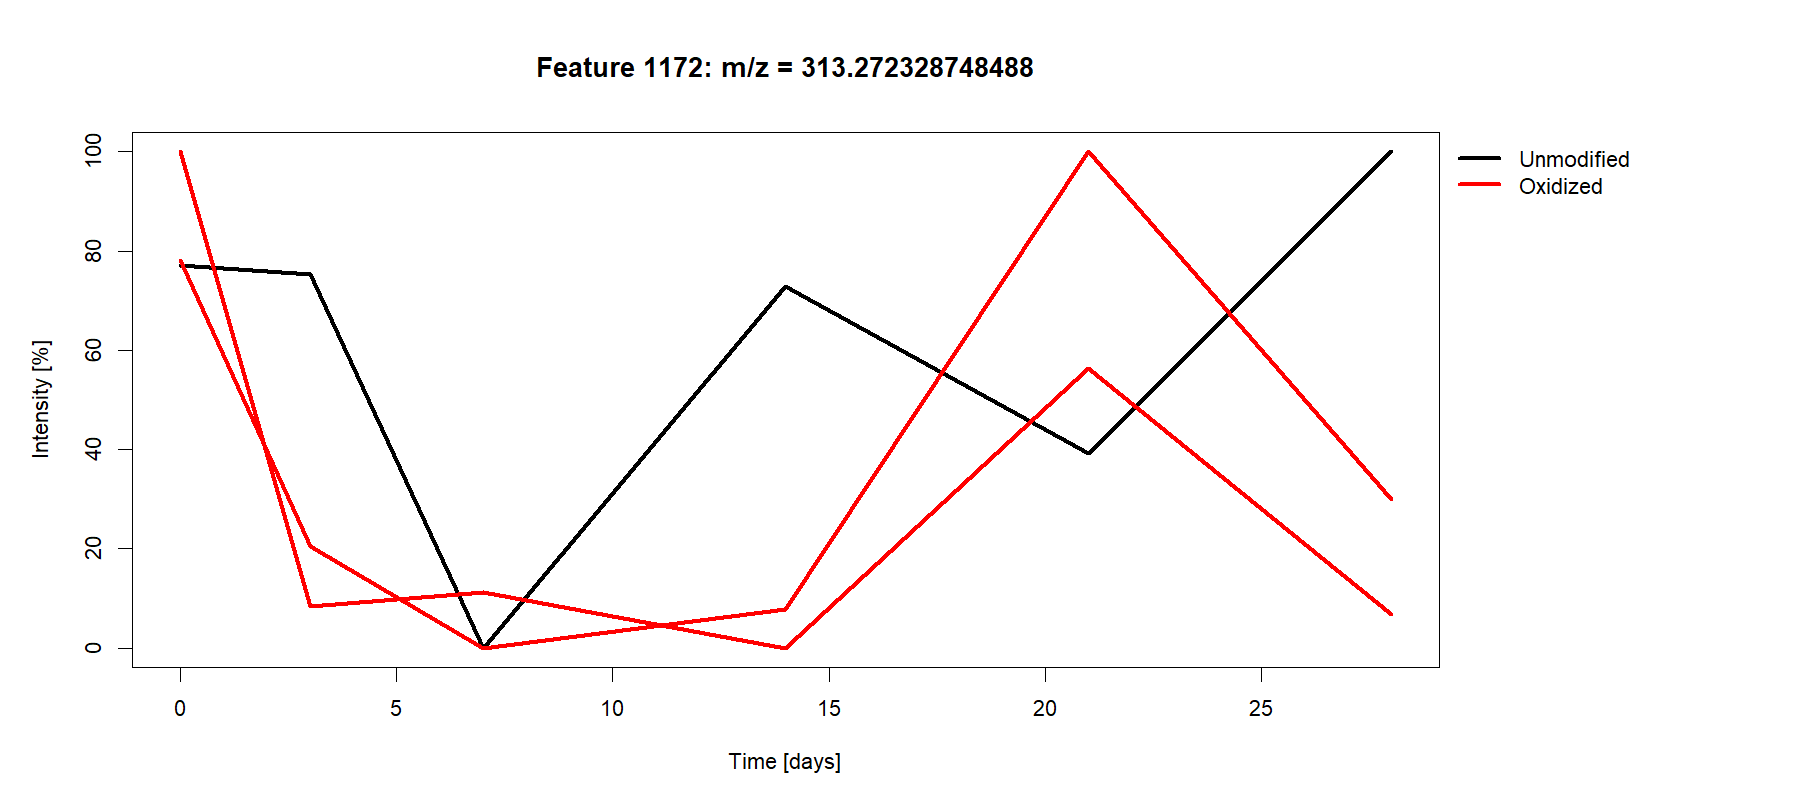 Feature 1172: m/z = 313.272328748488
Unmodified
Oxidized
Intensity [%]
100
80
60
40
20
0
0 5 10 15 20 25
Time [days]